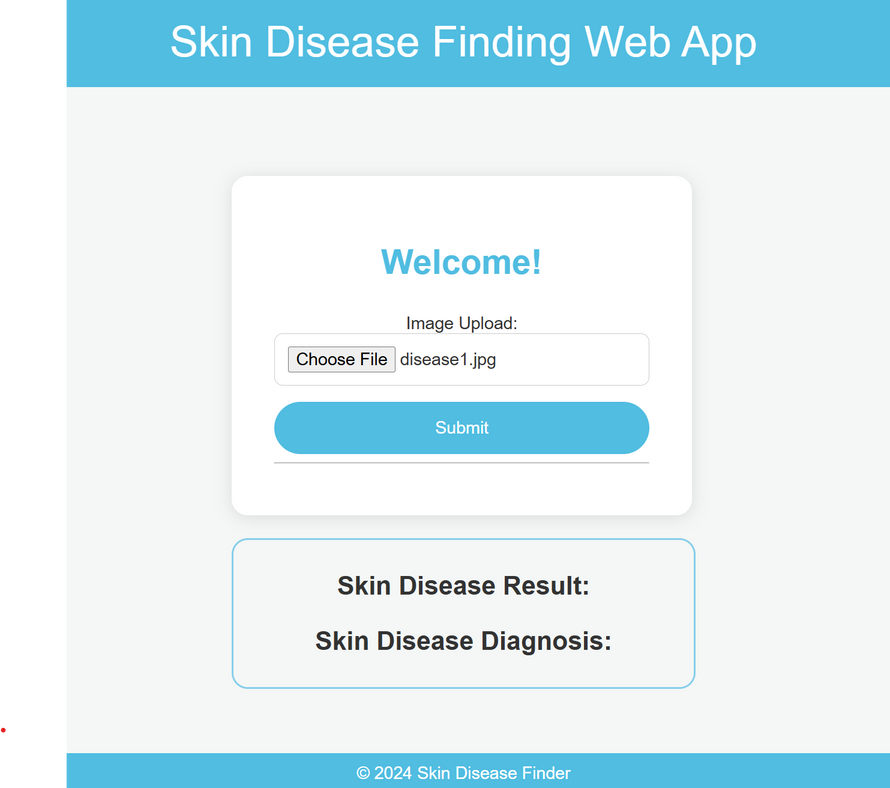 Skin Disease Finding Web App
Welcome!
Image Upload:
Choose File disease1.jpg
Submit
Skin Disease Result:
Skin Disease Diagnosis:
© 2024 Skin Disease Finder